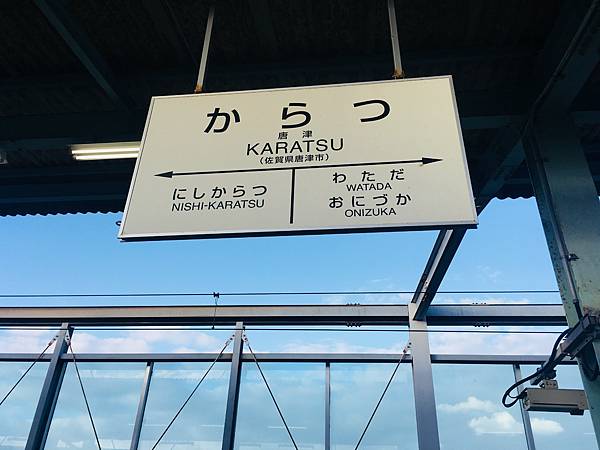 からつ
唐津
KARATSU
(佐賀県唐津市)
にしからつ
NISHI-KARATSU
わただ
WATADA
おにづか
ONIZUKA